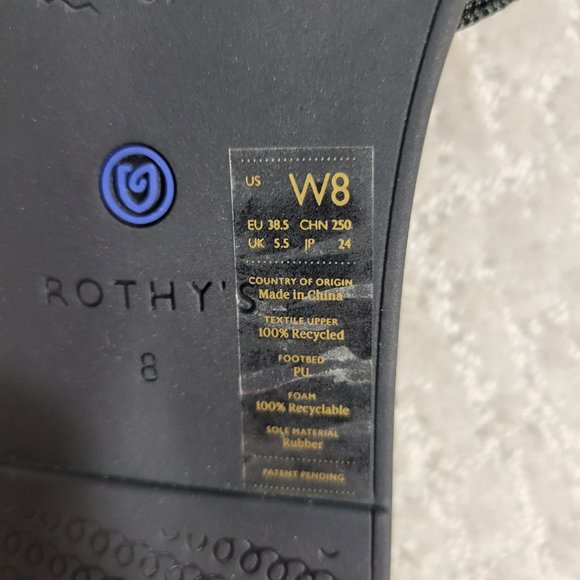 US W8
EU 38.5 CHN 250
UK 5.5 JP 24
COUNTRY OF ORIGIN
Made in China
TEXTILE UPPER
100% Recycled
FOOTBED
PU
FOAM
100% Recyclable
SOLE MATERIAL
Rubber
PATENT PENDING
ROTHY'S
8